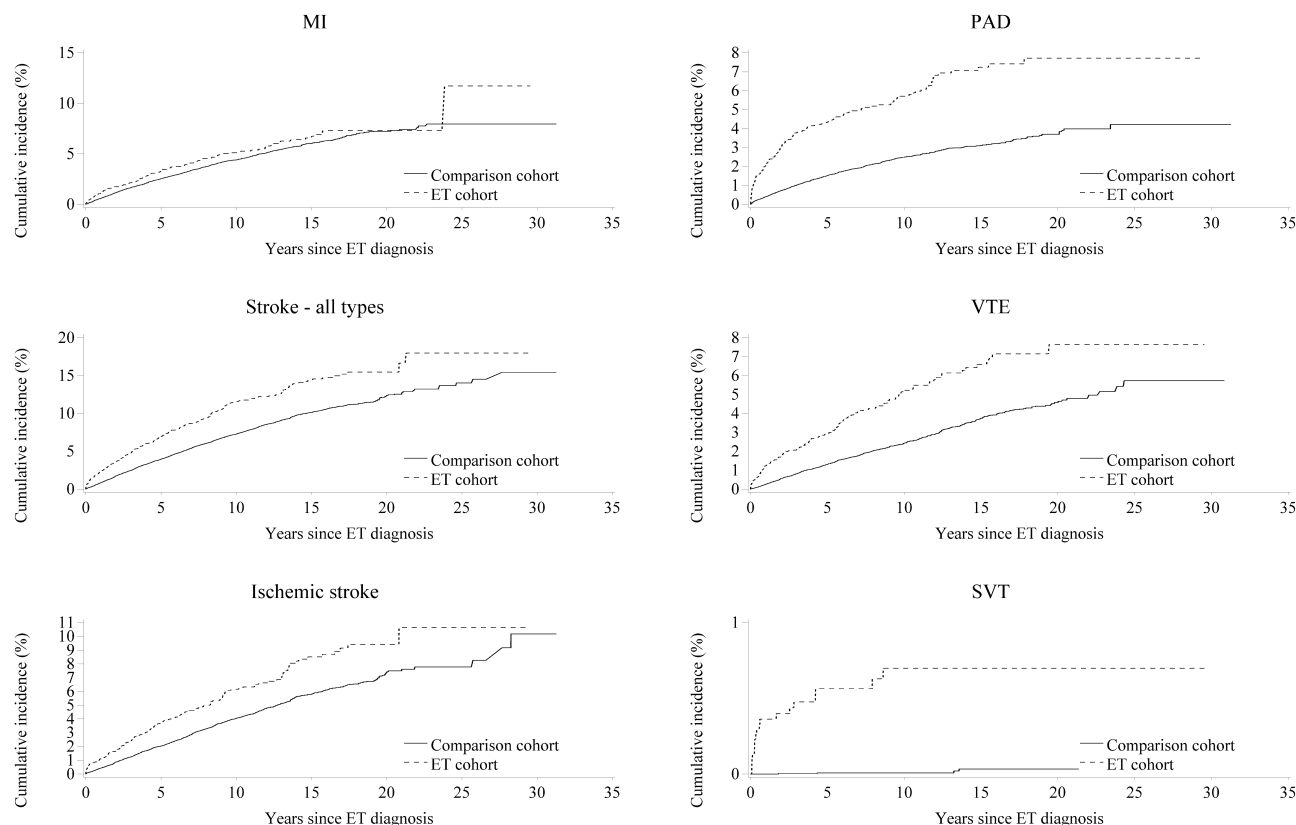 MI
Cumulative incidence (%)
15
10
5
0
Comparison cohort
ET cohort
0 5 10 15 20 25 30 35
Years since ET diagnosis
PAD
Cumulative incidence (%)
8
7
6
5
4
3
2
1
0
Comparison cohort
ET cohort
0 5 10 15 20 25 30 35
Years since ET diagnosis
Stroke - all types
Cumulative incidence (%)
20
15
10
5
0
Comparison cohort
ET cohort
0 5 10 15 20 25 30 35
Years since ET diagnosis
VTE
Cumulative incidence (%)
8
7
6
5
4
3
2
1
0
Comparison cohort
ET cohort
0 5 10 15 20 25 30 35
Years since ET diagnosis
Ischemic stroke
Cumulative incidence (%)
11
10
9
8
7
6
5
4
3
2
1
0
Comparison cohort
ET cohort
0 5 10 15 20 25 30 35
Years since ET diagnosis
SVT
Cumulative incidence (%)
1
0
Comparison cohort
ET cohort
0 5 10 15 20 25 30 35
Years since ET diagnosis